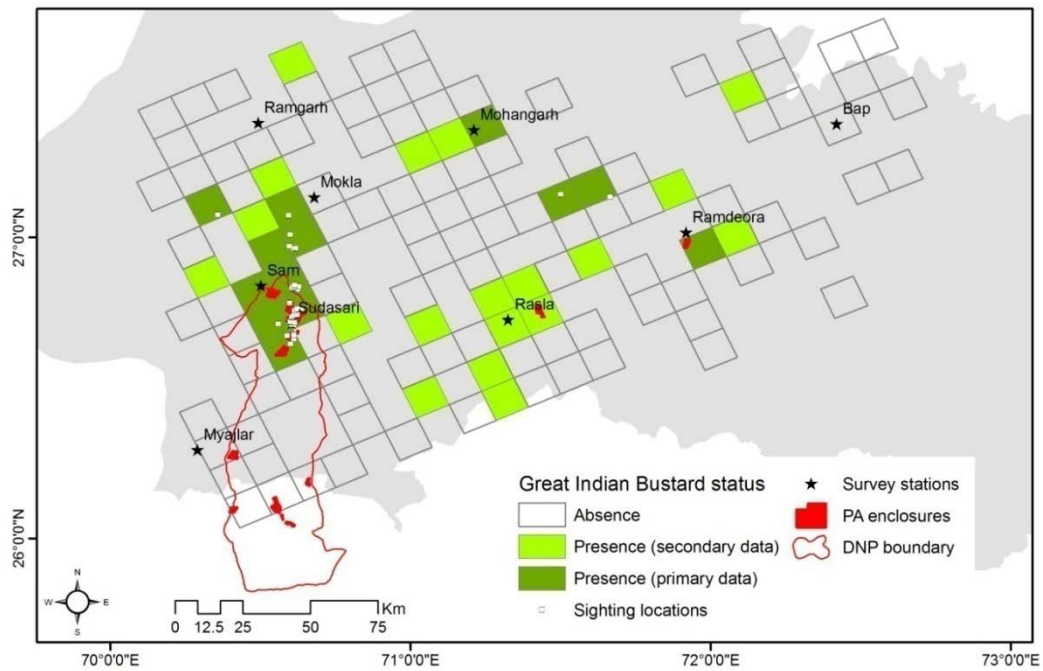 Ramgarh
Mohangarh
Bap
Mokla
Ramdeora
Sam
Sudasari
Rasla
Myajlar
27°0'0"N
26°0'0"N
Great Indian Bustard status
Absence
Presence (secondary data)
Presence (primary data)
Sighting locations
Survey stations
PA enclosures
DNP boundary
N
W
E
S
Km
0 12.5 25 50 75
70°0'0"E 71°0'0"E 72°0'0"E 73°0'0"E